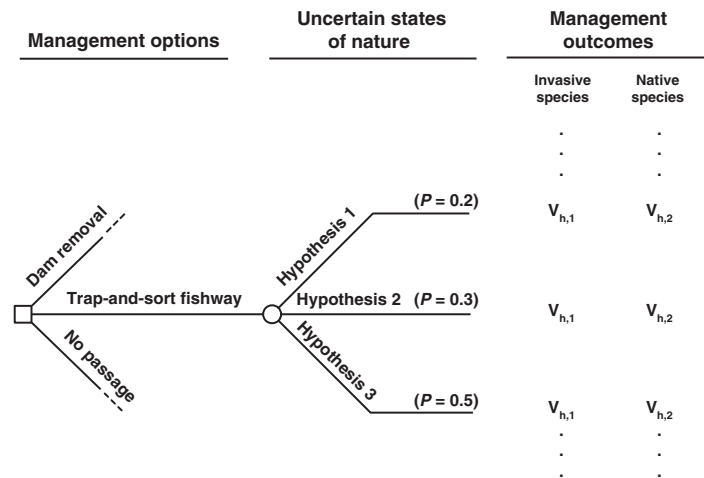 Management options
Uncertain states
of nature
Management
outcomes
Invasive
species
Native
species
.
.
.
.
.
.
Dam removal
Trap-and-sort fishway
No passage
Hypothesis 1
(P = 0.2)
V h,1
V h,2
Hypothesis 2
(P = 0.3)
V h,1
V h,2
Hypothesis 3
(P = 0.5)
V h,1
V h,2
.
.
.
.
.
.